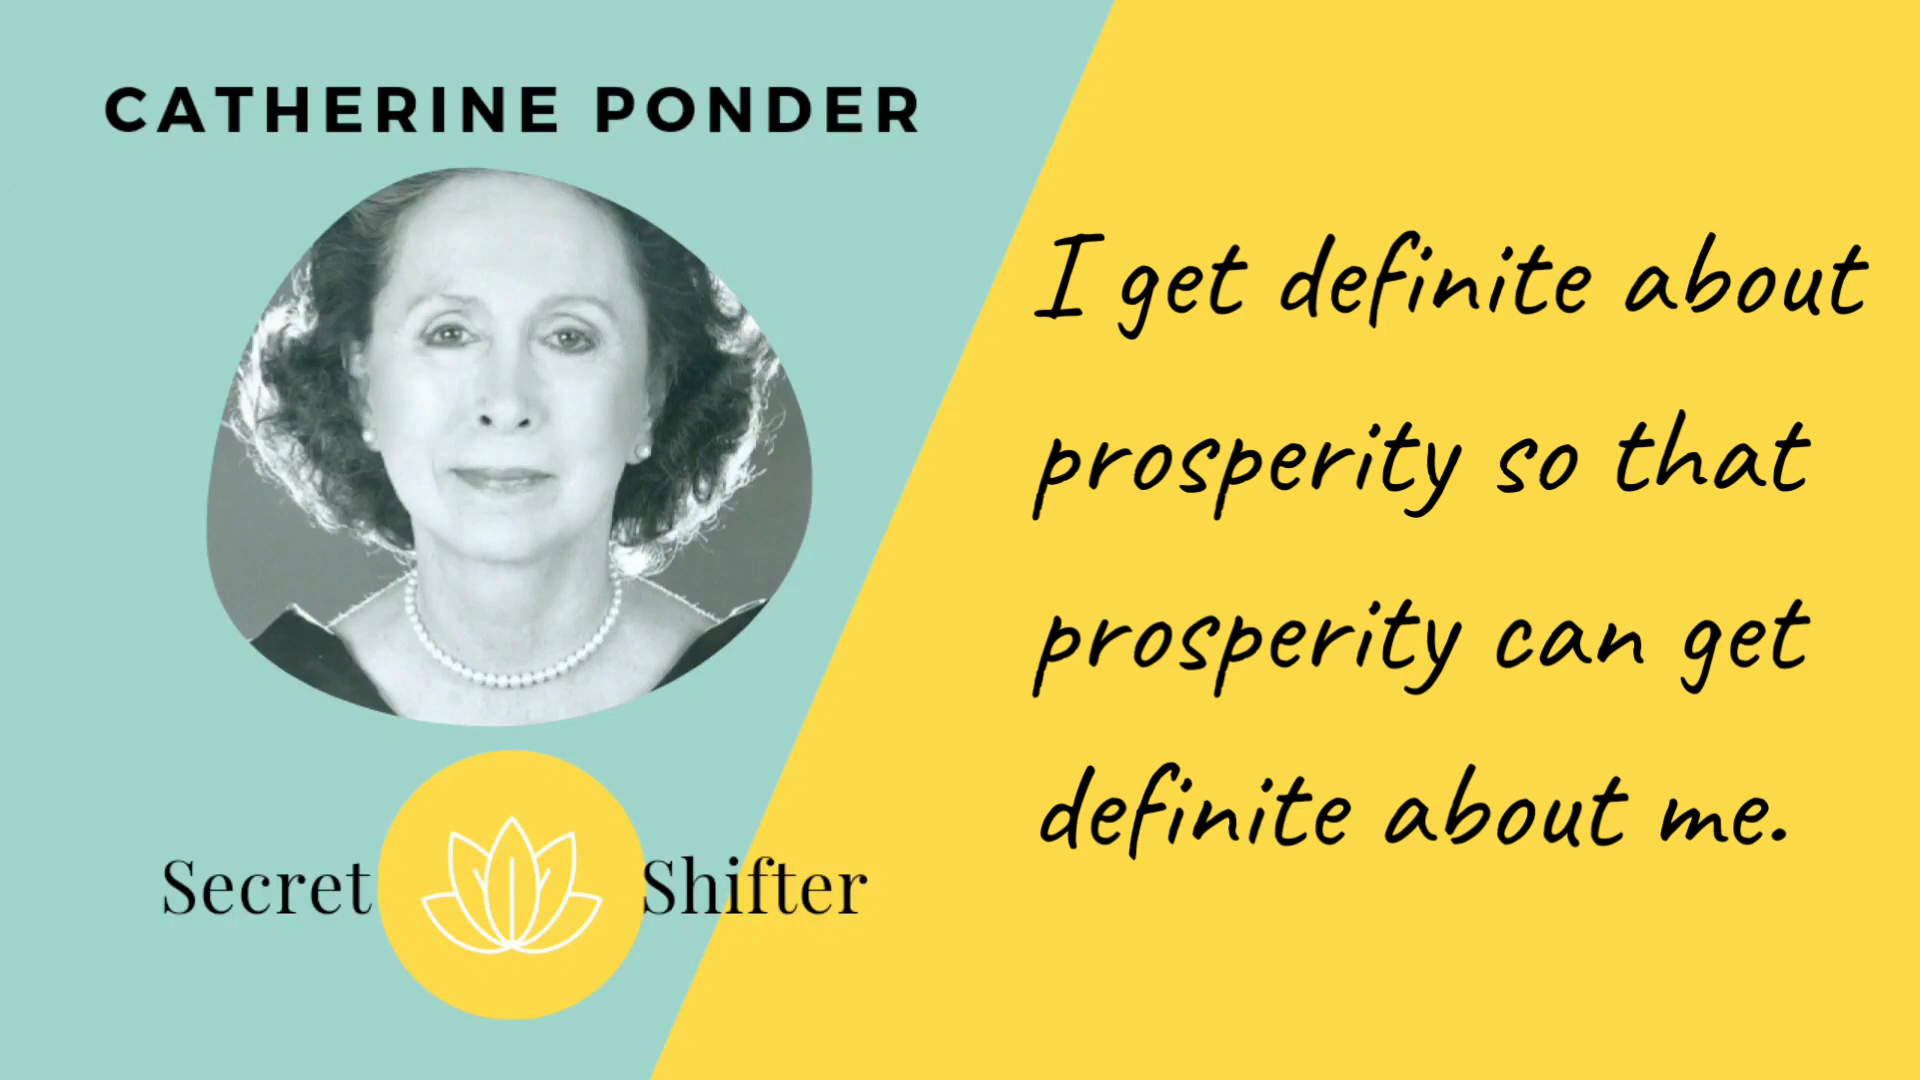 CATHERINE PONDER
I get definite about
prosperity so that
prosperity can get
definite about me.
Secret Shifter